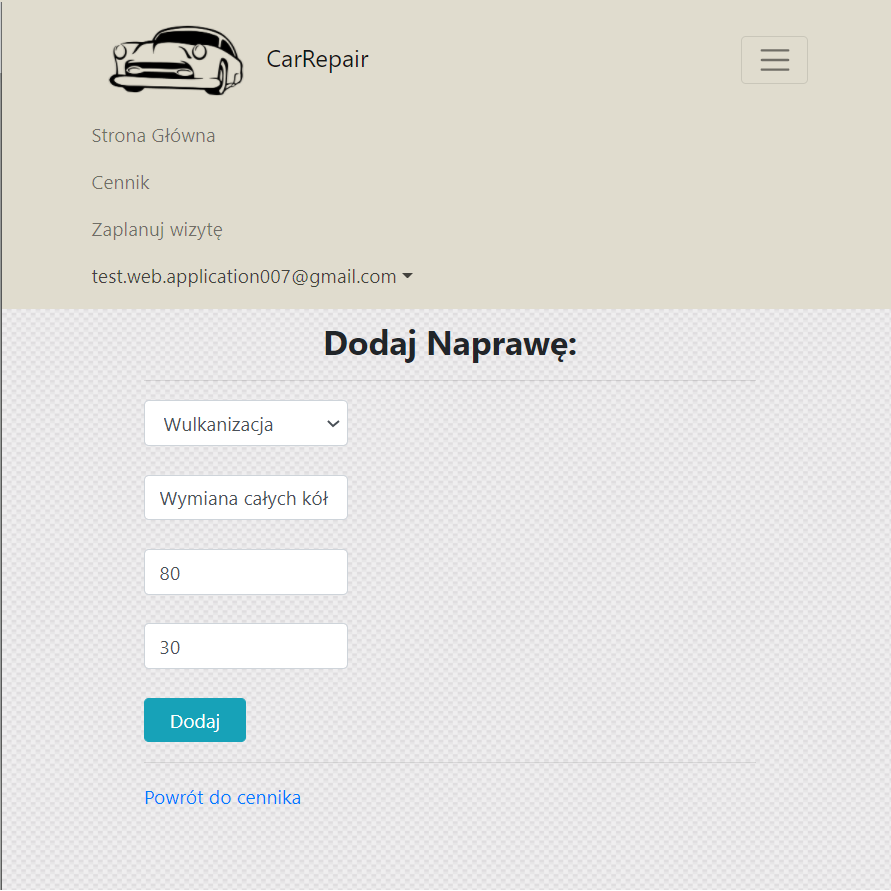 CarRepair
Strona Główna
Cennik
Zaplanuj wizytę
test.web.application007@gmail.com
Dodaj Naprawę:
Wulkanizacja
Wymiana całych kół
80
30
Dodaj
Powrót do cennika